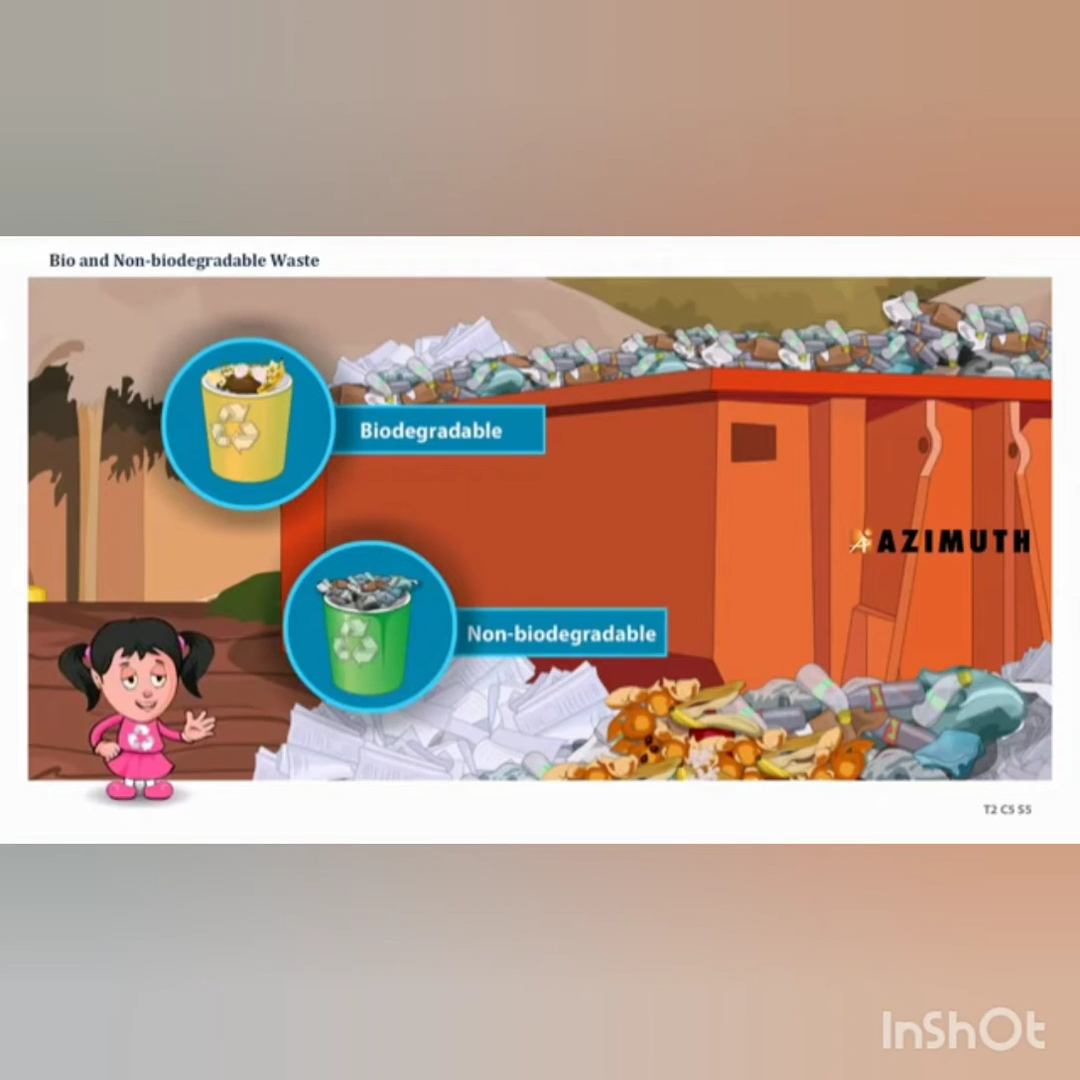 Bio and Non-biodegradable Waste
Biodegradable
AZIMUTH
Non-biodegradable
T2 C5 S5
InShOt